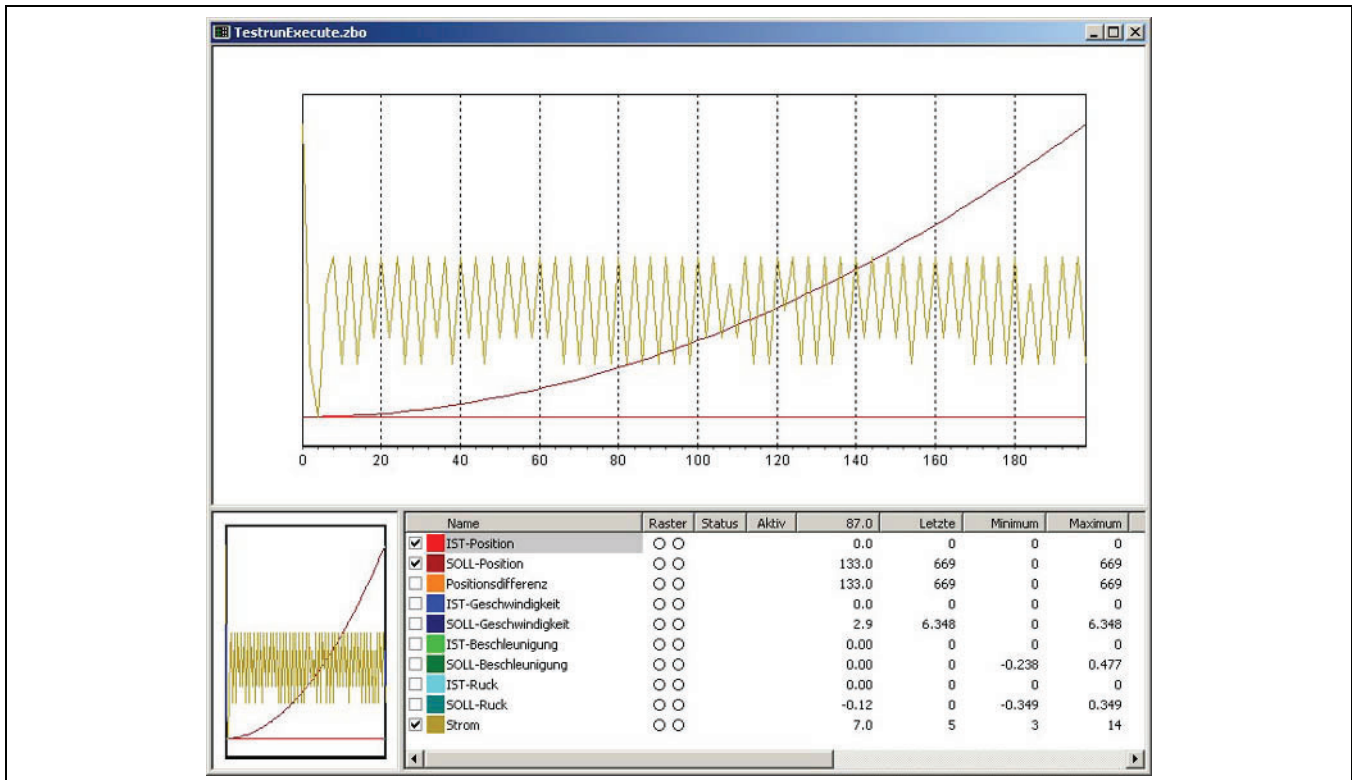 TestrunExecute.zbo
0 20 40 60 80 100 120 140 160 180
Name Raster Status Aktiv 87.0 Letzte Minimum Maximum
IST-Position 0.0 0 0 0
SOLL-Position 133.0 669 0 669
Positionsdifferenz 133.0 669 0 669
IST-Geschwindigkeit 0.0 0 0 0
SOLL-Geschwindigkeit 2.9 6.348 0 6.348
IST-Beschleunigung 0.00 0 0 0
SOLL-Beschleunigung 0.00 0 -0.238 0.477
IST-Ruck 0.00 0 0 0
SOLL-Ruck -0.12 0 -0.349 0.349
Strom 7.0 5 3 14